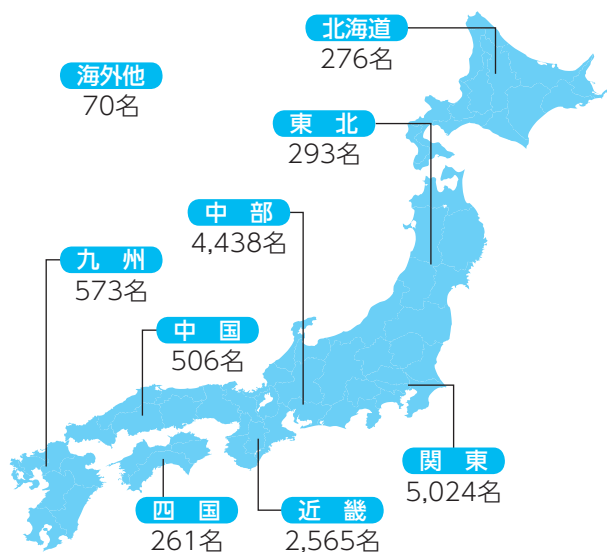 北海道
276名
海外他
70名
東北
293名
中部
4,438名
九州
573名
中国
506名
関東
5,024名
四国
261名
近畿
2,565名